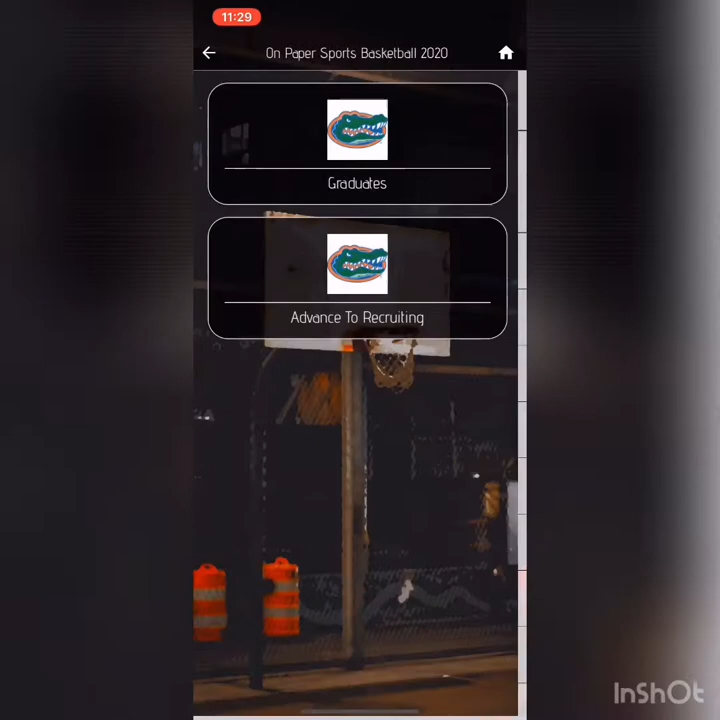 11:29
On Paper Sports Basketball 2020
Graduates
Advance To Recruiting
InShOt